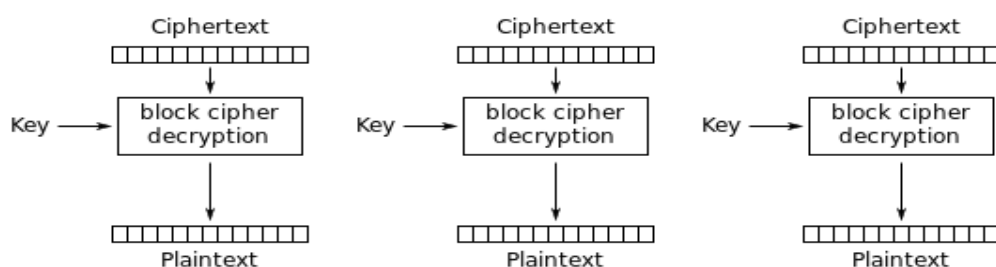 Ciphertext
Ciphertext
Ciphertext
Key
block cipher
decryption
Key
block cipher
decryption
Key
block cipher
decryption
Plaintext
Plaintext
Plaintext